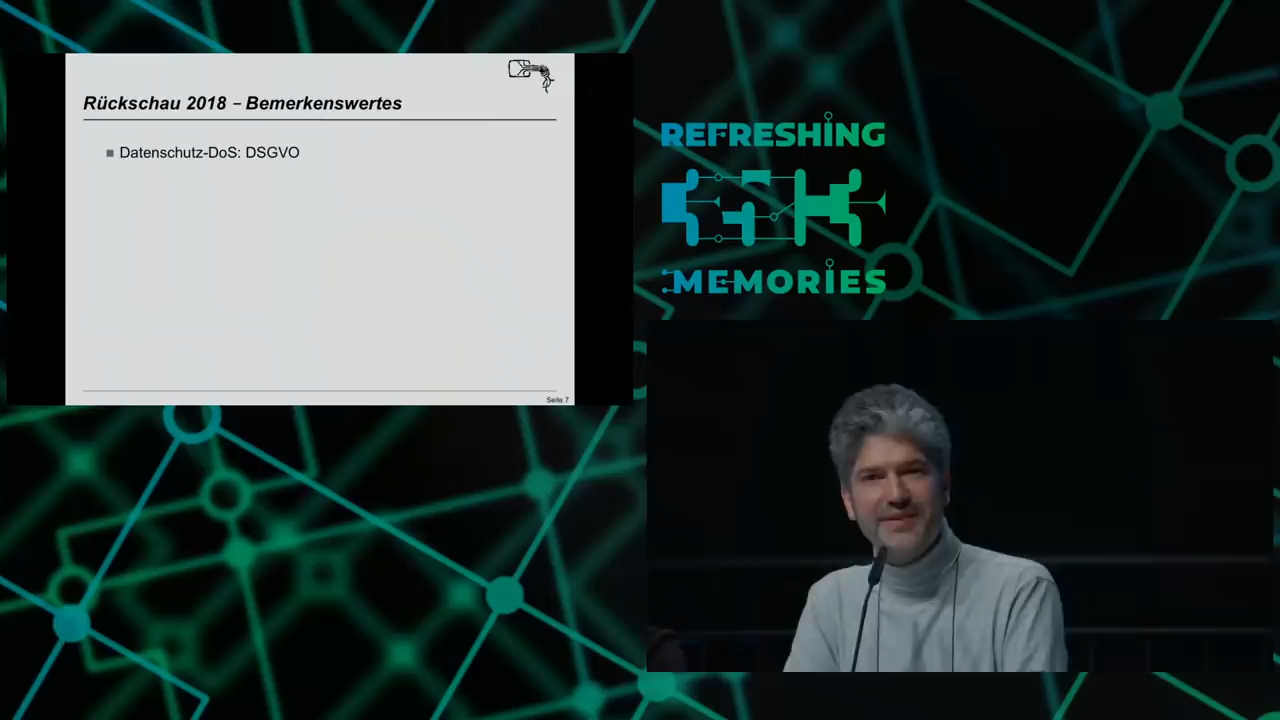 Rückschau 2018 – Bemerkenswertes
Datenschutz-DoS: DSGVO
Seite 7
REFRESHING
MEMORIES